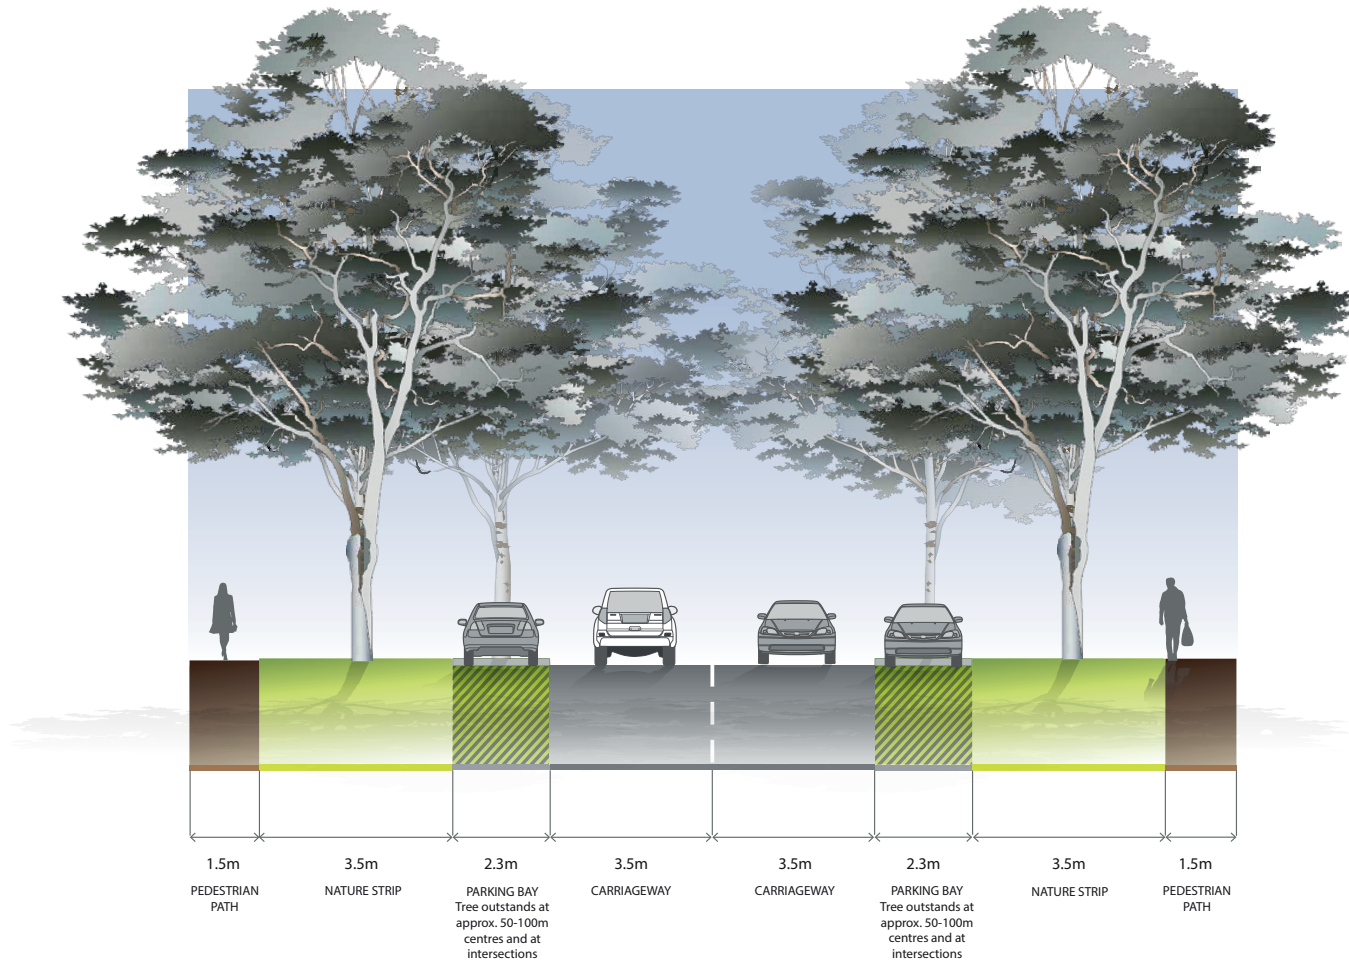 1.5m
3.5m
2.3m
3.5m
3.5m
2.3m
3.5m
1.5m
PEDESTRIAN
PATH
NATURE STRIP
PARKING BAY
Tree outstands at
approx. 50-100m
centres and at
intersections
CARRIAGEWAY
CARRIAGEWAY
PARKING BAY
Tree outstands at
approx. 50-100m
centres and at
intersections
NATURE STRIP
PEDESTRIAN
PATH